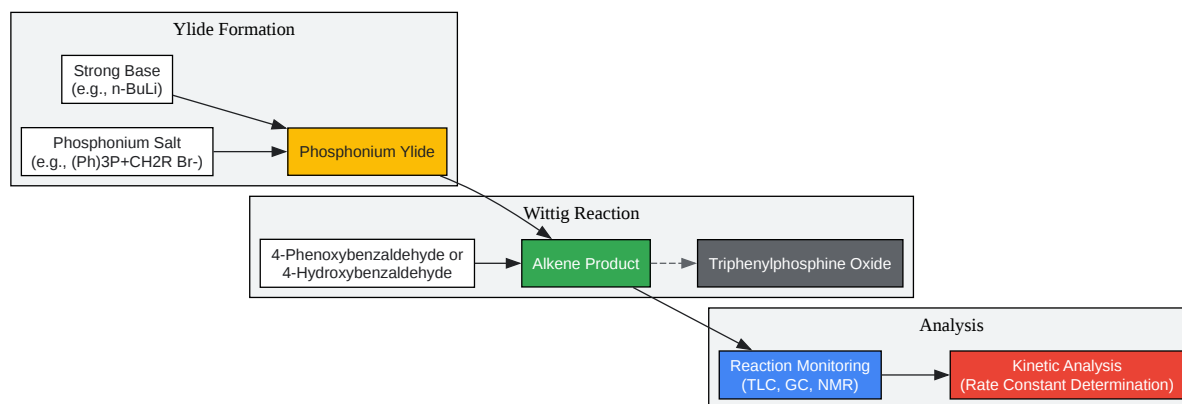 Ylide Formation
Strong Base
(e.g., n-BuLi)
Phosphonium Salt
(e.g., (Ph)3P+CH2R Br-)
Phosphonium Ylide
Wittig Reaction
4-Phenoxybenzaldehyde or
4-Hydroxybenzaldehyde
Alkene Product
Triphenylphosphine Oxide
Analysis
Reaction Monitoring
(TLC, GC, NMR)
Kinetic Analysis
(Rate Constant Determination)